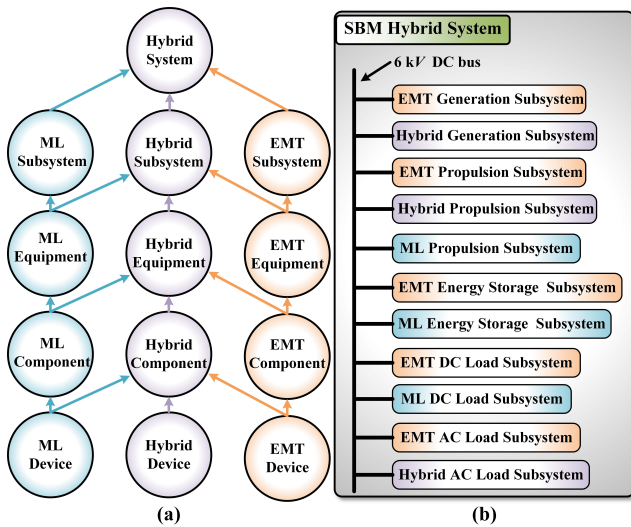 Hybrid
System
ML
Subsystem
Hybrid
Subsystem
EMT
Subsystem
ML
Equipment
Hybrid
Equipment
EMT
Equipment
ML
Component
Hybrid
Component
EMT
Component
ML
Device
Hybrid
Device
EMT
Device
(a)
SBM Hybrid System
6 kV DC bus
EMT Generation Subsystem
Hybrid Generation Subsystem
EMT Propulsion Subsystem
Hybrid Propulsion Subsystem
ML Propulsion Subsystem
EMT Energy Storage Subsystem
ML Energy Storage Subsystem
EMT DC Load Subsystem
ML DC Load Subsystem
EMT AC Load Subsystem
Hybrid AC Load Subsystem
(b)